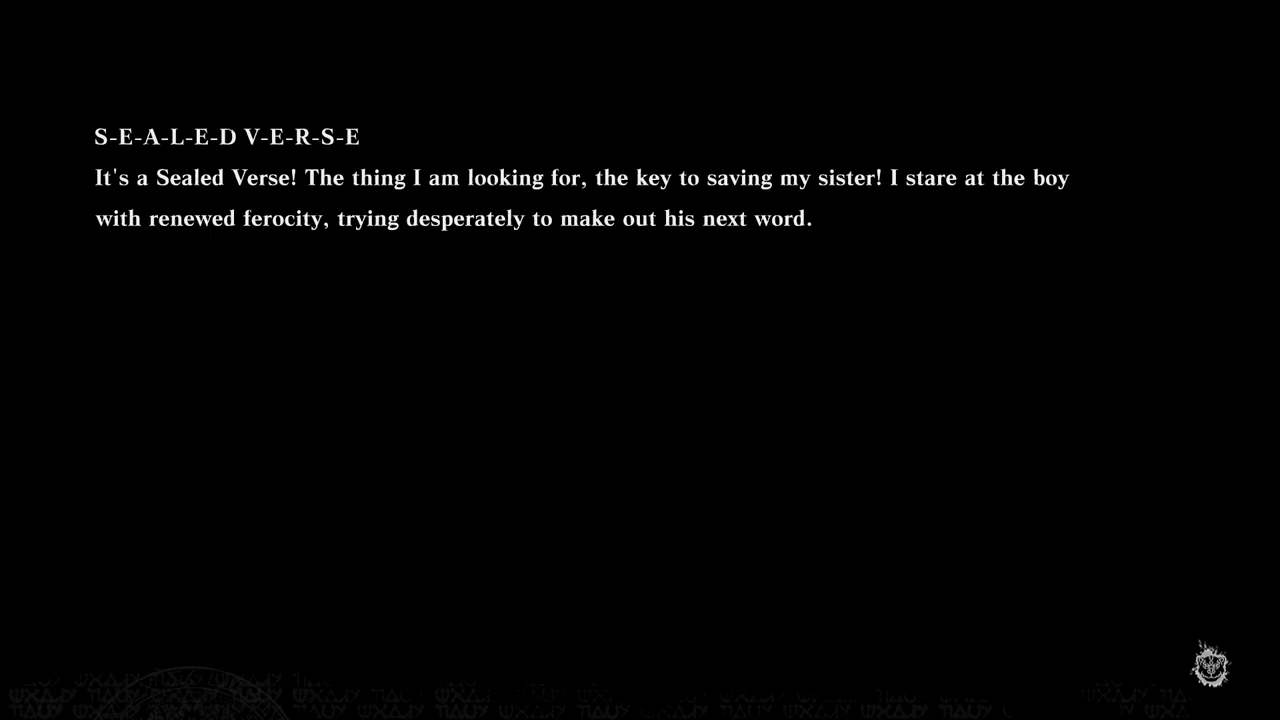 S-E-A-L-E-D V-E-R-S-E
It's a Sealed Verse! The thing I am looking for, the key to saving my sister! I stare at the boy
with renewed ferocity, trying desperately to make out his next word.